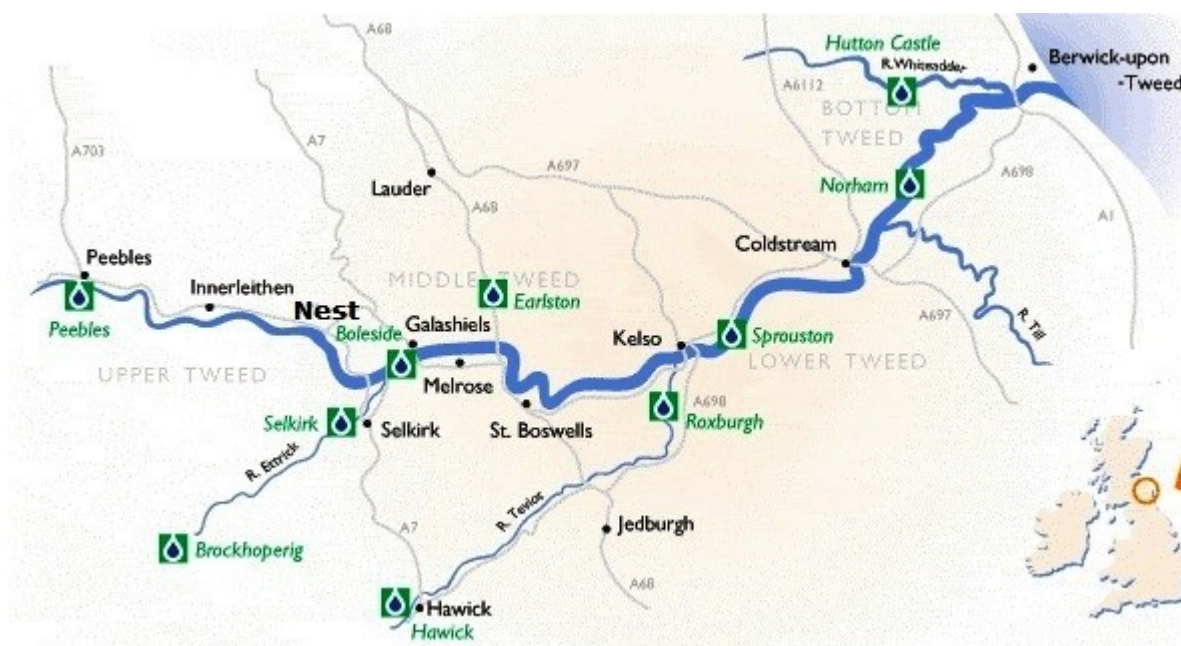 A68
Hutton Castle
R.Whiteadder
Berwick-upon
-Tweed
A6112
BOTTOM
TWEED
A703
A7
A697
Lauder
A68
Norham
A698
A1
Coldstream
Peebles
Innerleithen
MIDDLE TWEED
Earlston
Nest
Peebles
Boleside
Galashiels
Kelso
Sprouston
A697
R. Till
LOWER TWEED
UPPER TWEED
Melrose
A698
Selkirk
Selkirk
St. Boswells
Roxburgh
R. Ettrick
R. Teviot
A7
Jedburgh
Brockhoperig
A68
Hawick
Hawick